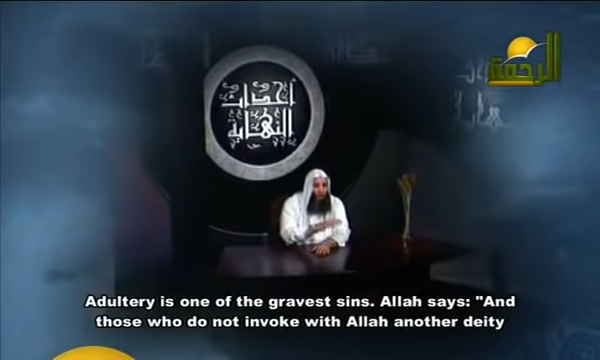 الرحمة
أحداث
النهاية
Adultery is one of the gravest sins. Allah says: "And
those who do not invoke with Allah another deity